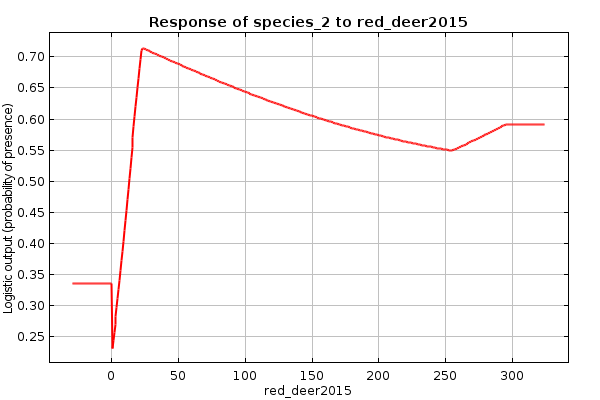 Response of species_2 to red_deer2015
Logistic output (probability of presence)
0.70
0.65
0.60
0.55
0.50
0.45
0.40
0.35
0.30
0.25
0 50 100 150 200 250 300
red_deer2015